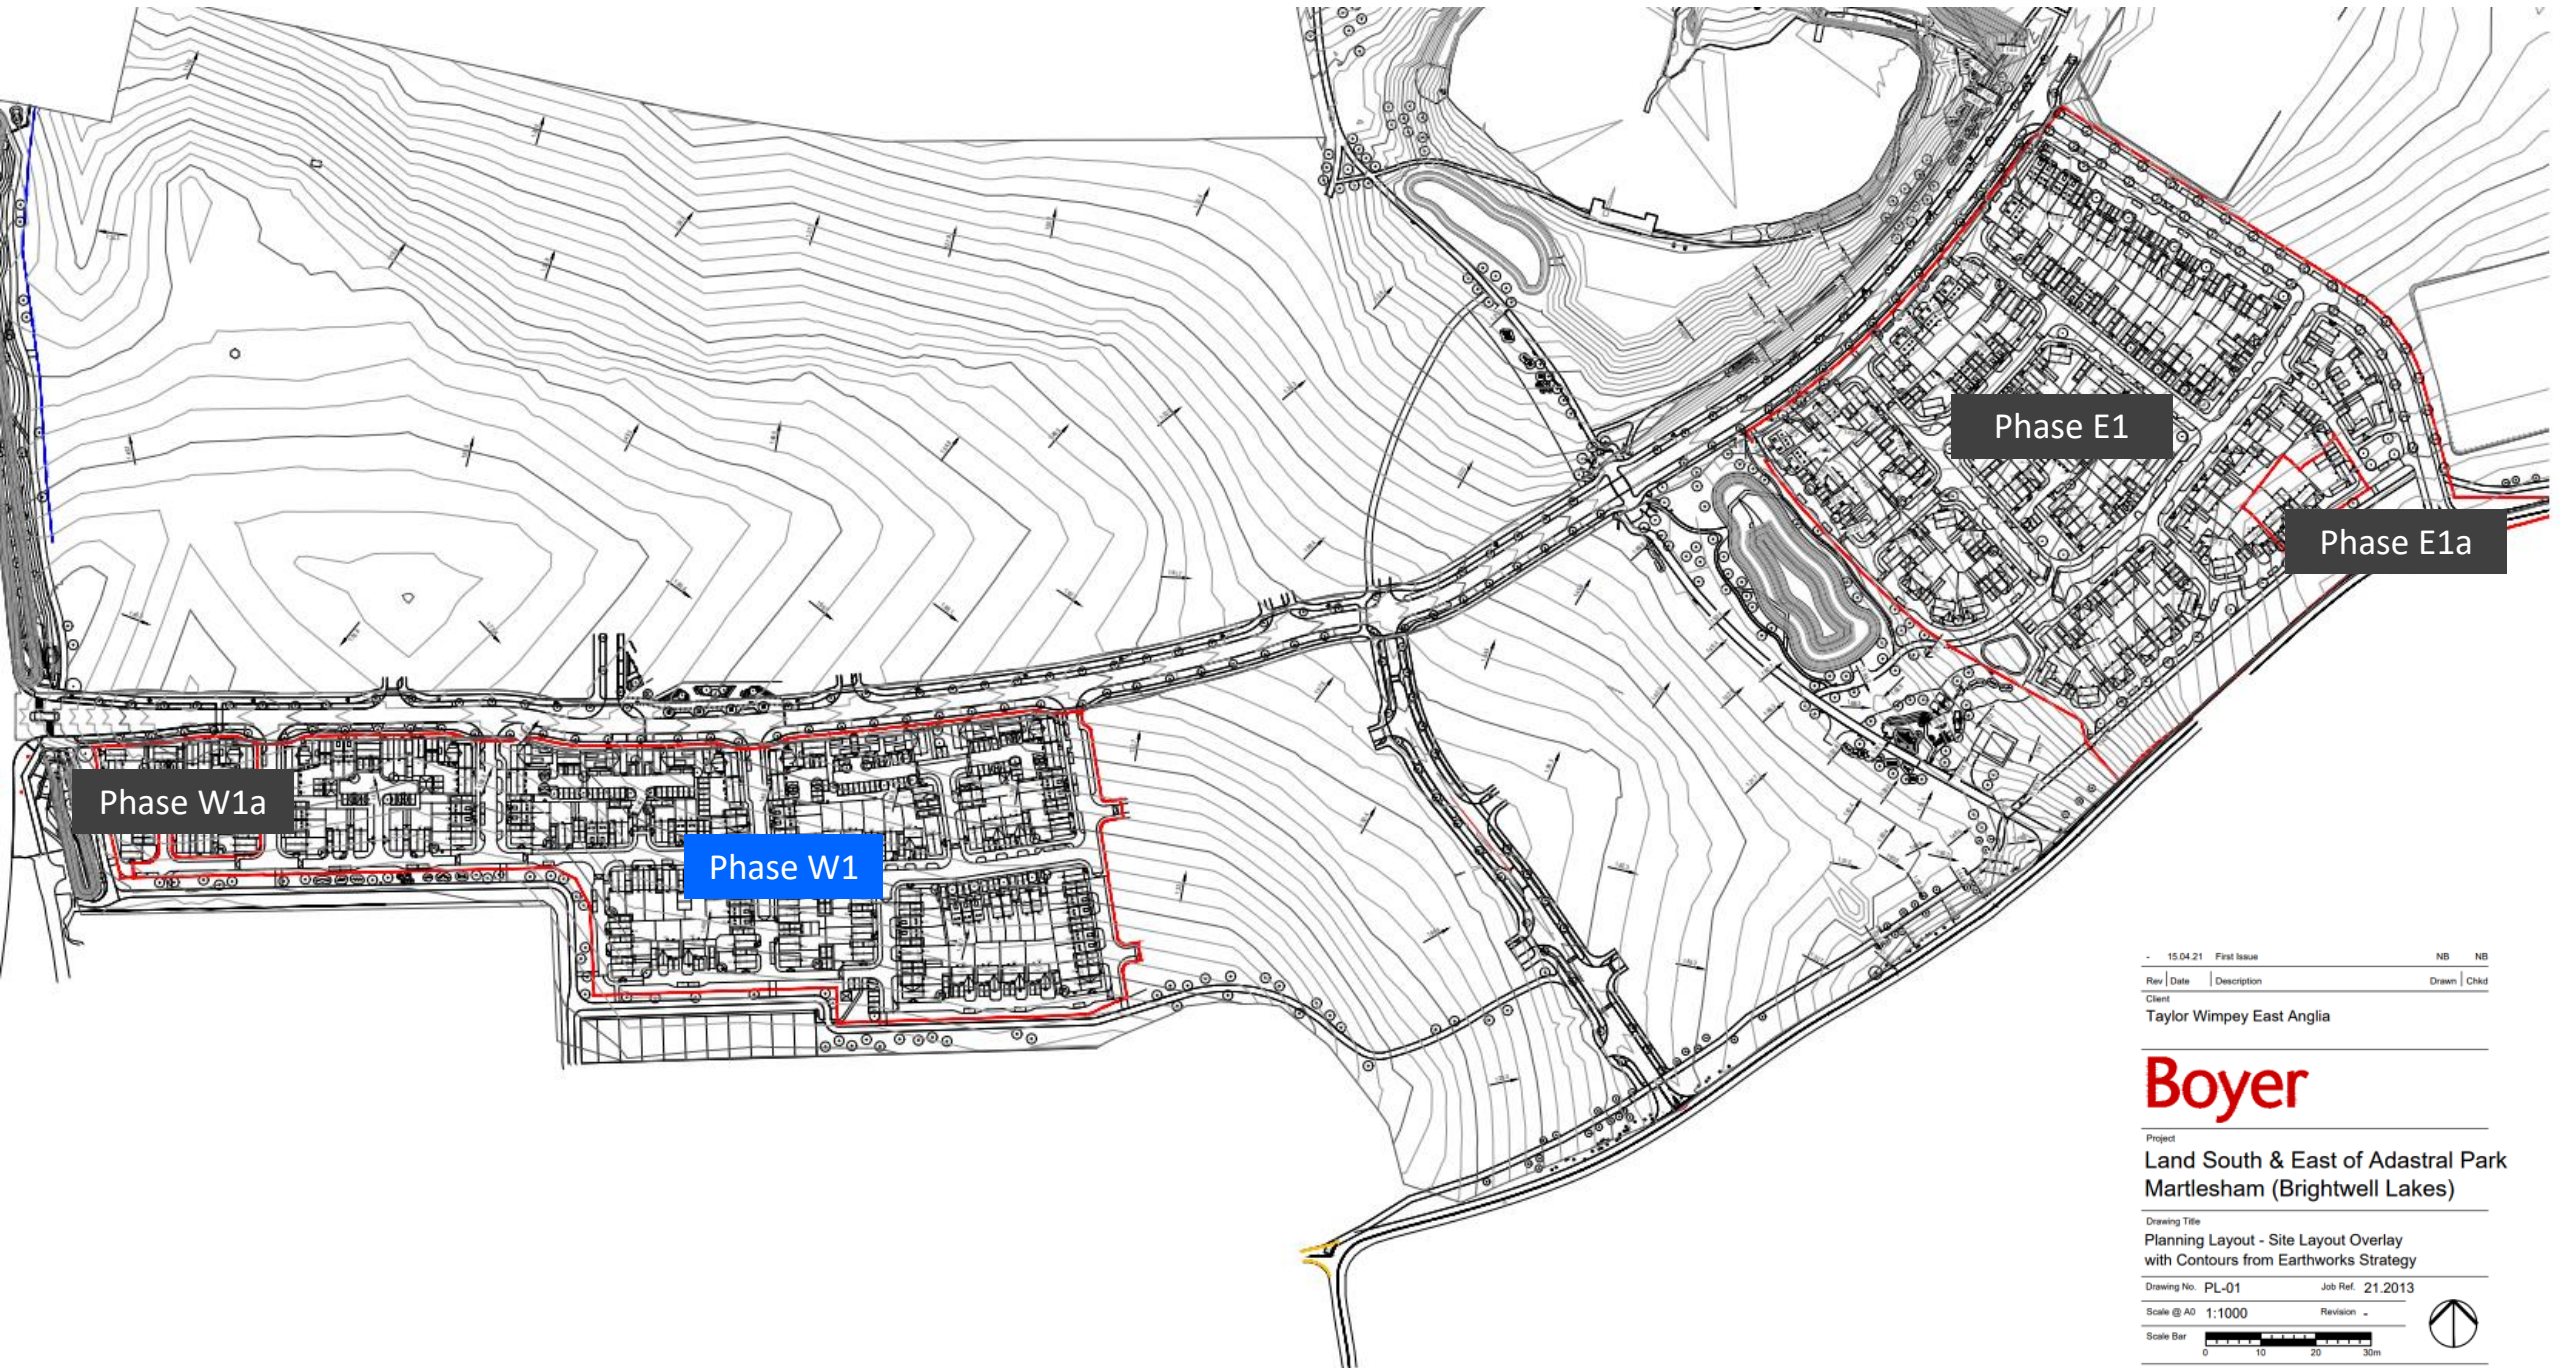 Phase E1
Phase E1a
Phase W1a
Phase W1
- 15.04.21 First Issue NB NB
Rev Date Description Drawn Chkd
Client
Taylor Wimpey East Anglia
Boyer
Project
Land South & East of Adastral Park
Martlesham (Brightwell Lakes)
Drawing Title
Planning Layout - Site Layout Overlay
with Contours from Earthworks Strategy
Drawing No. PL-01 Job Ref. 21.2013
Scale @ A0 1:1000 Revision -
Scale Bar
0 10 20 30m